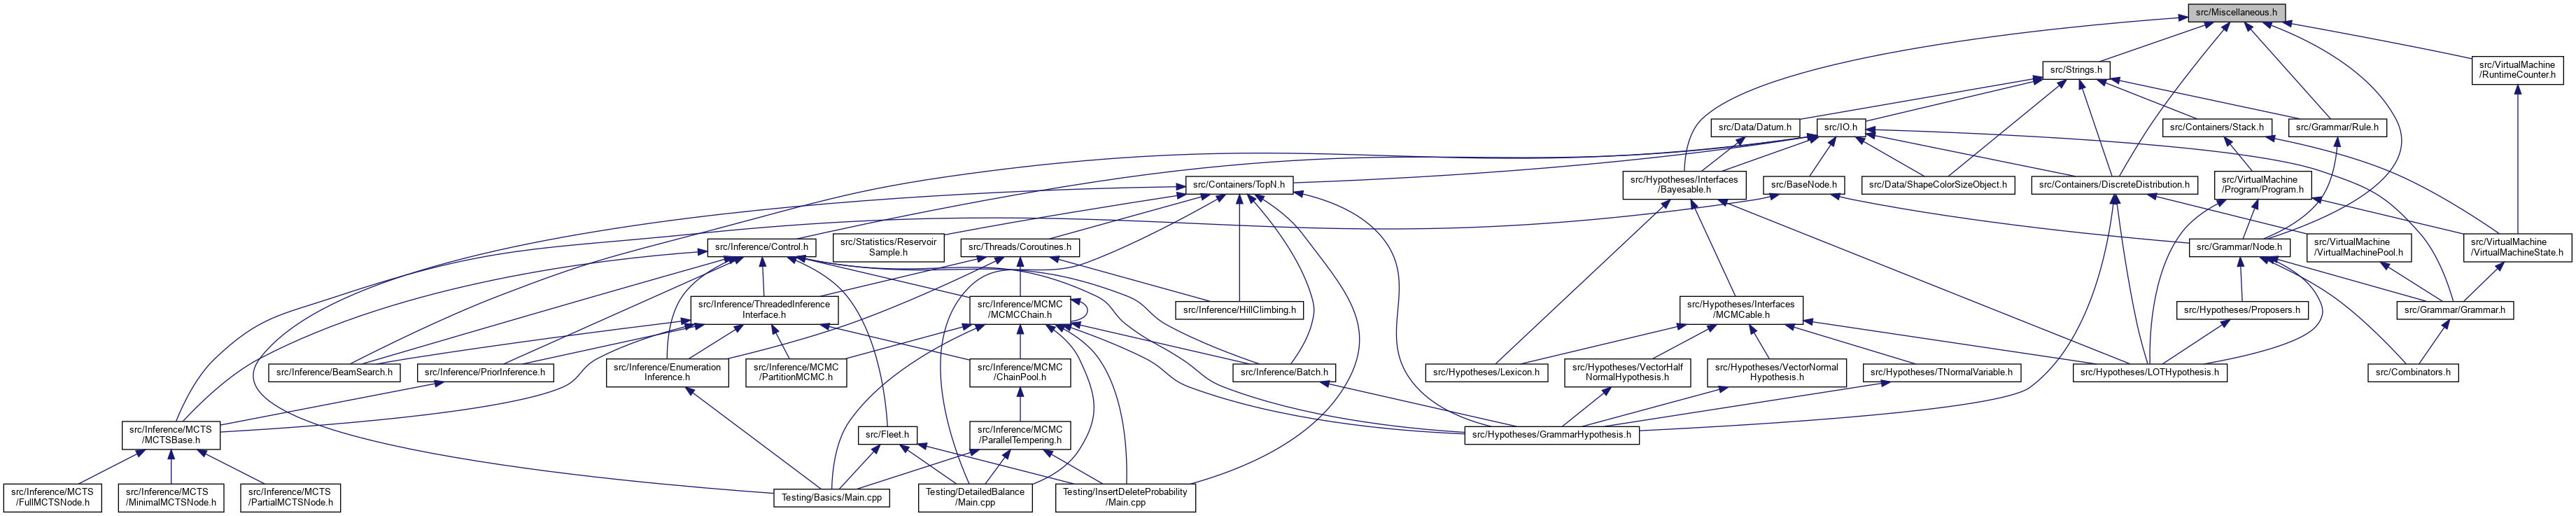 src/Miscellaneous.h
src/Strings.h
src/VirtualMachine
/RuntimeCounter.h
src/Data/Datum.h
src/IO.h
src/Containers/Stack.h
src/Grammar/Rule.h
src/Containers/TopN.h
src/Hypotheses/Interfaces
/Bayesable.h
src/BaseNode.h
src/Data/ShapeColorSizeObject.h
src/Containers/DiscreteDistribution.h
src/VirtualMachine
/Program/Program.h
src/Inference/Control.h
src/Statistics/Reservoir
Sample.h
src/Threads/Coroutines.h
src/Grammar/Node.h
src/VirtualMachine
/VirtualMachinePool.h
src/VirtualMachine
/VirtualMachineState.h
src/Inference/ThreadedInference
Interface.h
src/Inference/MCMC
/MCMCChain.h
src/Inference/HillClimbing.h
src/Hypotheses/Interfaces
/MCMCable.h
src/Hypotheses/Proposers.h
src/Grammar/Grammar.h
src/Inference/BeamSearch.h
src/Inference/PriorInference.h
src/Inference/Enumeration
Inference.h
src/Inference/MCMC
/PartitionMCMC.h
src/Inference/MCMC
/ChainPool.h
src/Inference/Batch.h
src/Hypotheses/Lexicon.h
src/Hypotheses/VectorHalf
NormalHypothesis.h
src/Hypotheses/VectorNormal
Hypothesis.h
src/Hypotheses/TNormalVariable.h
src/Hypotheses/LOTHypothesis.h
src/Combinators.h
src/Inference/MCTS
/MCTSBase.h
src/Fleet.h
src/Inference/MCMC
/ParallelTempering.h
src/Hypotheses/GrammarHypothesis.h
src/Inference/MCTS
/FullMCTSNode.h
src/Inference/MCTS
/MinimalMCTSNode.h
src/Inference/MCTS
/PartialMCTSNode.h
Testing/Basics/Main.cpp
Testing/DetailedBalance
/Main.cpp
Testing/InsertDeleteProbability
/Main.cpp